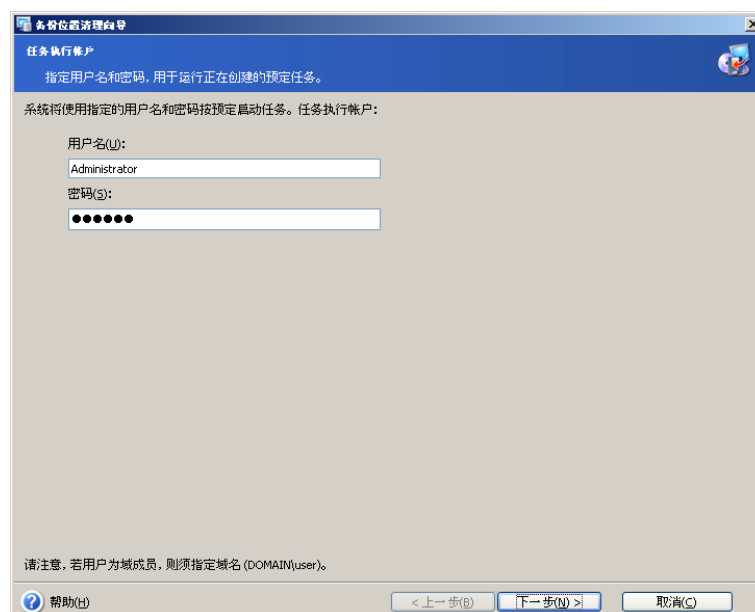 备份位置清理向导
任务执行帐户
指定用户名和密码，用于运行正在创建的预定任务。
系统将使用指定的用户名和密码按预定启动任务。任务执行帐户：
用户名(U):
Administrator
密码(S):
●●●●●●
请注意，若用户为域成员，则须指定域名 (DOMAIN\user)。
帮助(H)
< 上一步(B)
下一步(N) >
取消(C)